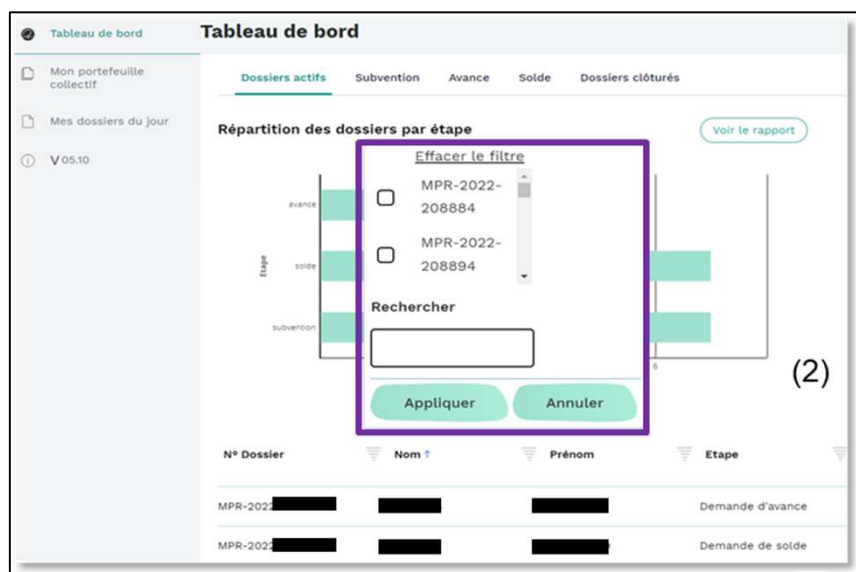 Tableau de bord
Tableau de bord
Mon portefeuille
collectif
Mes dossiers du jour
V 05.10
Dossiers actifs Subvention Avance Solde Dossiers clôturés
Répartition des dossiers par étape
Voir le rapport
Effacer le filtre
MPR-2022-
208884
MPR-2022-
208894
Rechercher
Appliquer Annuler
avance
solde
subvention
Etape
6
(2)
N° Dossier Nom ↑ Prénom Etape
MPR-2022 Demande d'avance
MPR-2022 Demande de solde